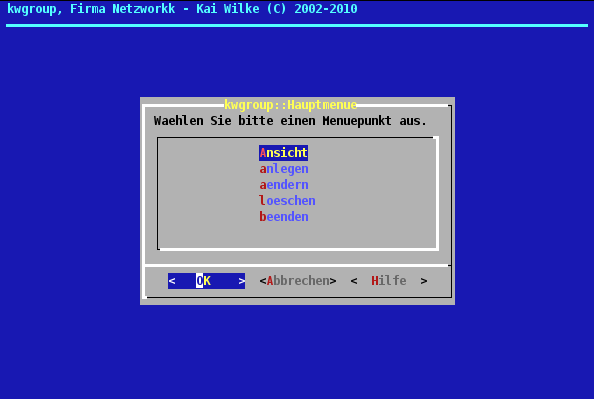 kwgroup, Firma Netzworkk - Kai Wilke (C) 2002-2010
kwgroup::Hauptmenue
Waehlen Sie bitte einen Menuepunkt aus.
Ansicht
anlegen
aendern
loeschen
beenden
< OK > <Abbrechen> < Hilfe >